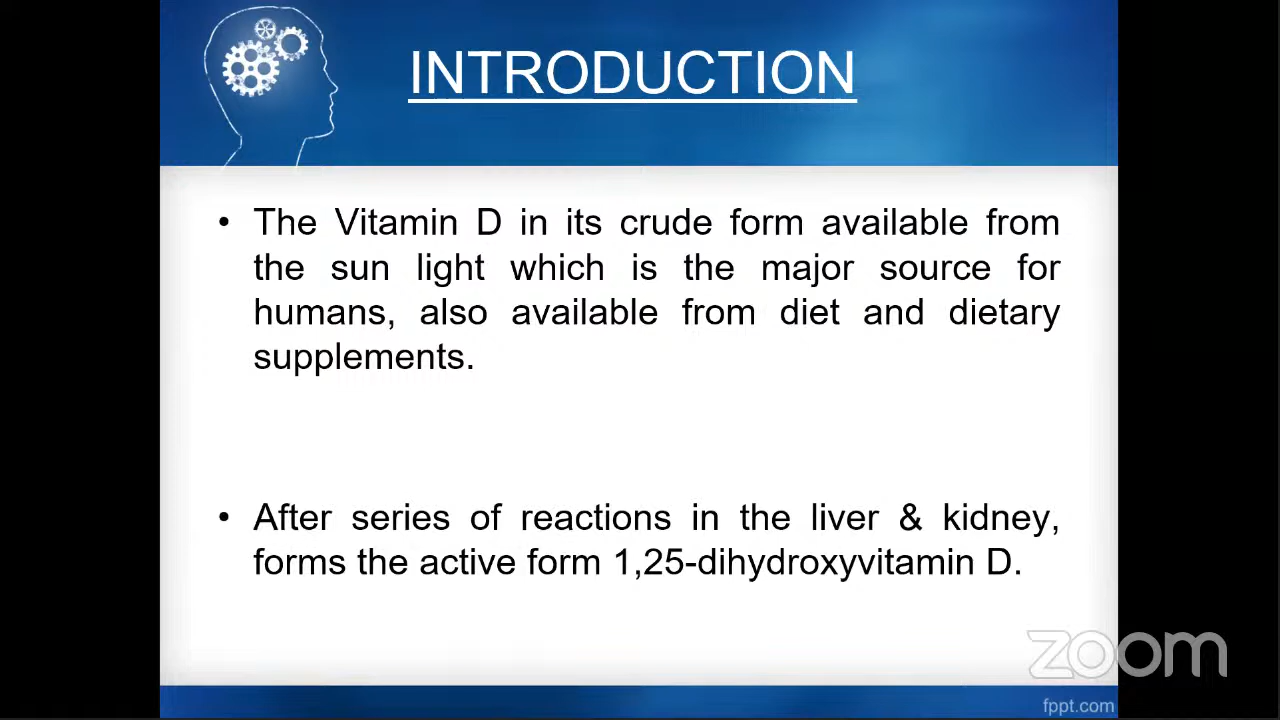 INTRODUCTION
• The Vitamin D in its crude form available from
the sun light which is the major source for
humans, also available from diet and dietary
supplements.
• After series of reactions in the liver & kidney,
forms the active form 1,25-dihydroxyvitamin D.
zoom
fppt.com